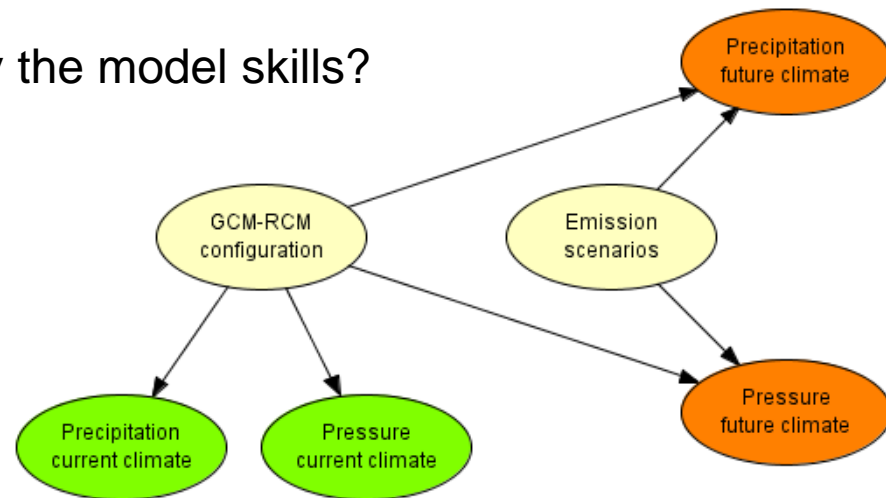 the model skills?
Precipitation
future climate
GCM-RCM
configuration
Emission
scenarios
Pressure
future climate
Precipitation
current climate
Pressure
current climate